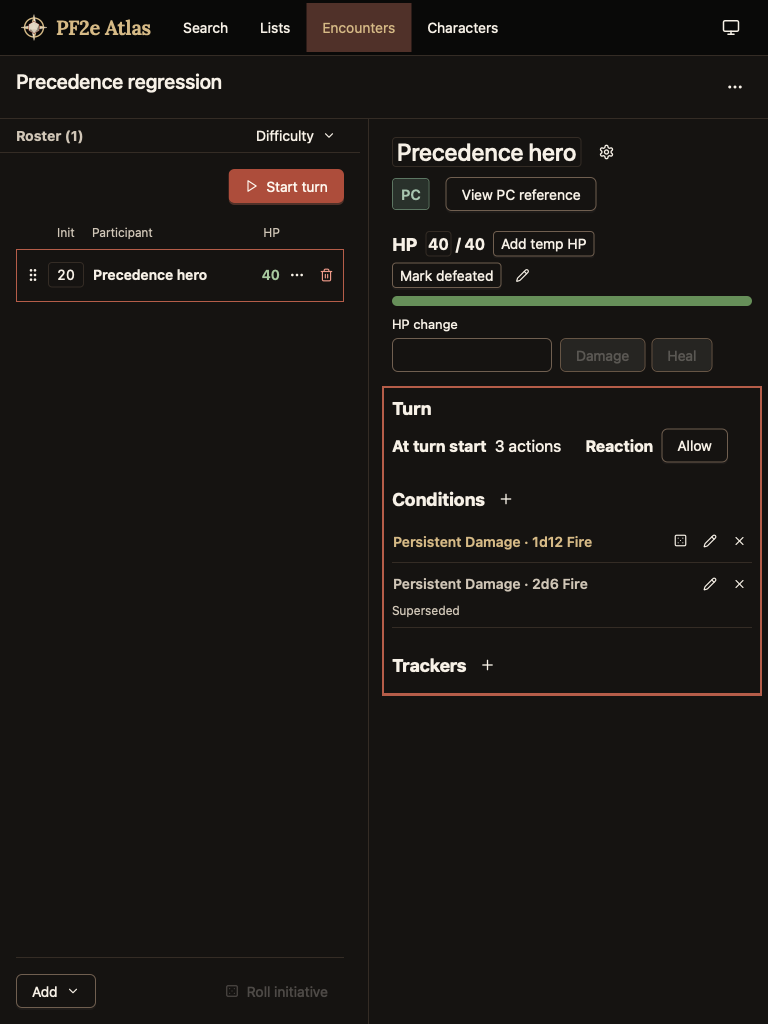 PF2e Atlas Search Lists Encounters Characters
Precedence regression
Roster (1) Difficulty
Start turn
Init Participant HP
20 Precedence hero 40
Add Roll initiative
Precedence hero
PC View PC reference
HP 40 / 40 Add temp HP
Mark defeated
HP change
Damage Heal
Turn
At turn start 3 actions Reaction Allow
Conditions
Persistent Damage · 1d12 Fire
Persistent Damage · 2d6 Fire
Superseded
Trackers